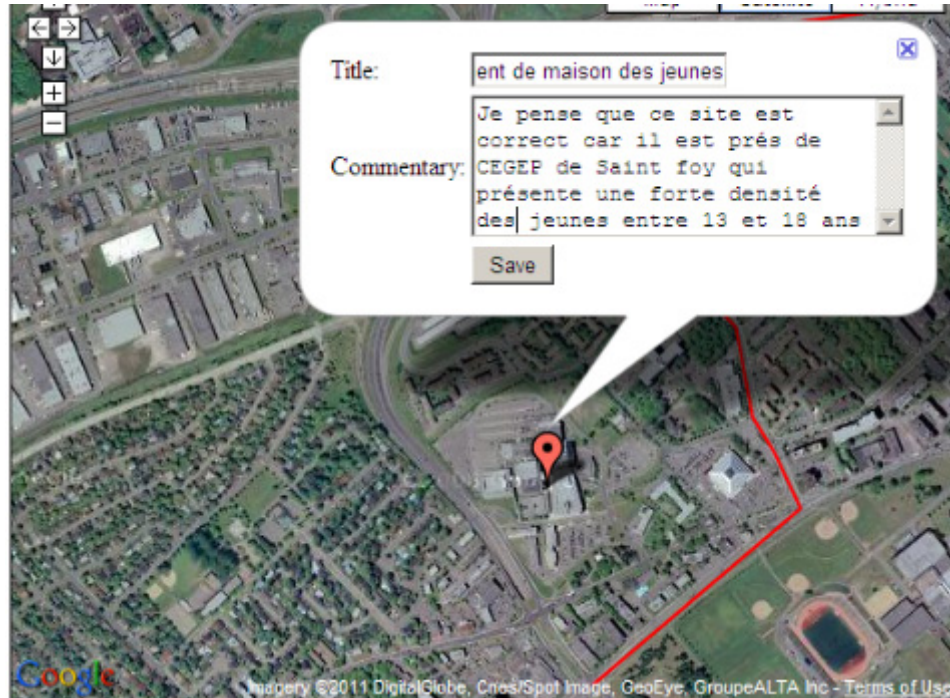 Title:
ent de maison des jeunes
Commentary:
Je pense que ce site est
correct car il est prés de
CEGEP de Saint foy qui
présente une forte densité
des jeunes entre 13 et 18 ans
Save
Google
Imagery ©2011 DigitalGlobe, Cnes/Spot Image, GeoEye, GroupeALTA Inc - Terms of Use